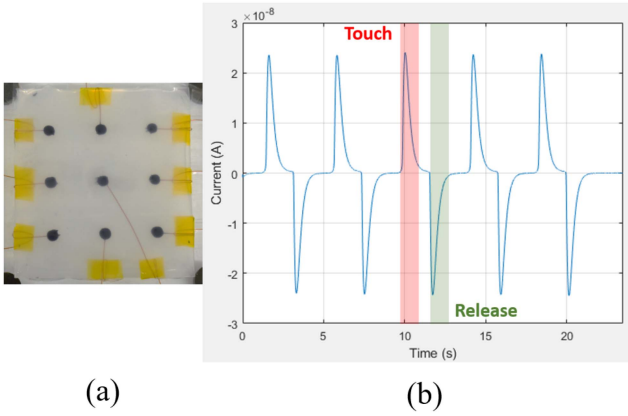 ×10⁻⁸
3
2
1
0
-1
-2
-3
Current (A)
Touch
Release
0 5 10 15 20
Time (s)
(a) (b)